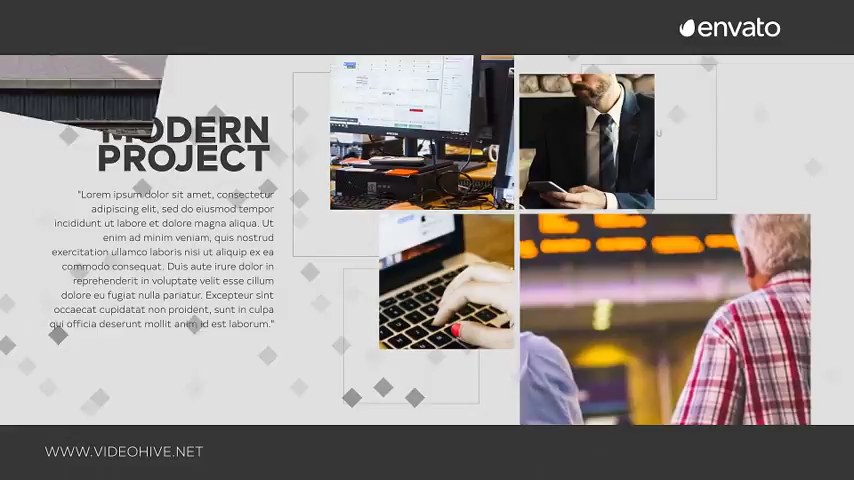 envato
MODERN
PROJECT
"Lorem ipsum dolor sit amet, consectetur
adipiscing elit, sed do eiusmod tempor
incididunt ut labore et dolore magna aliqua. Ut
enim ad minim veniam, quis nostrud
exercitation ullamco laboris nisi ut aliquip ex ea
commodo consequat. Duis aute irure dolor in
reprehenderit in voluptate velit esse cillum
dolore eu fugiat nulla pariatur. Excepteur sint
occaecat cupidatat non proident, sunt in culpa
qui officia deserunt mollit anim id est laborum."
WWW.VIDEOHIVE.NET